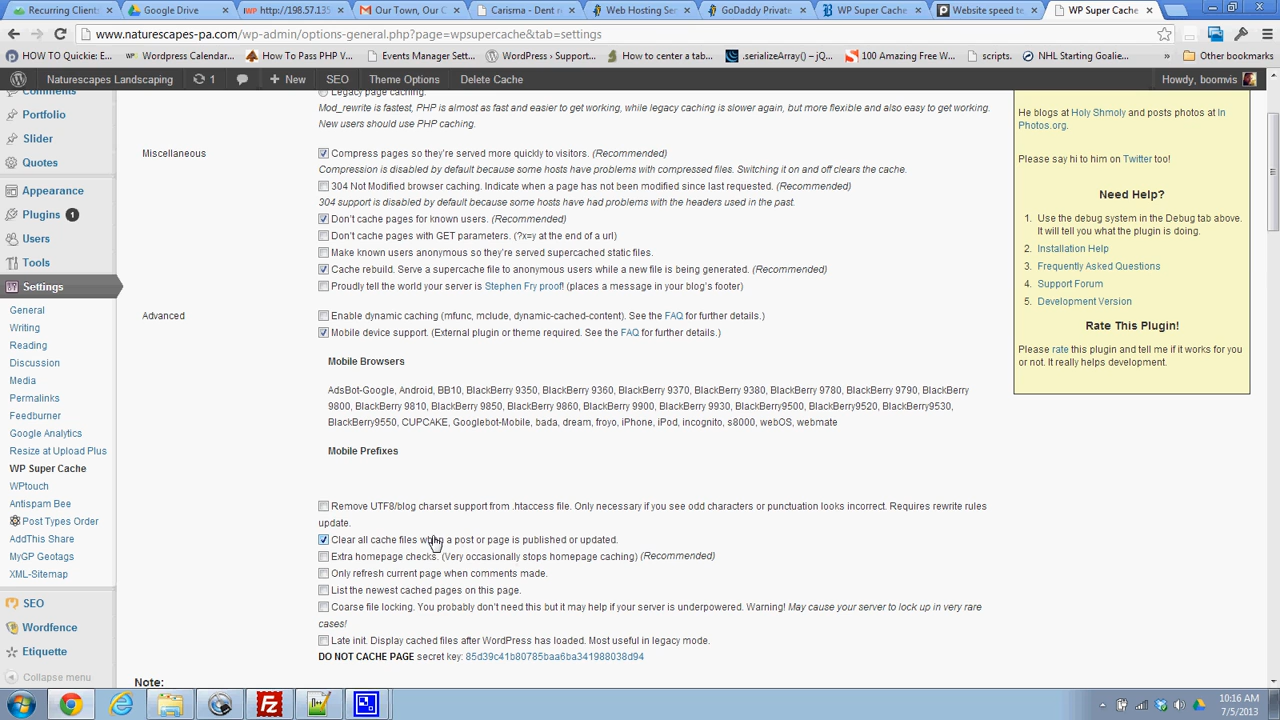 Recurring Clients
Google Drive
WP http://198.57.135
Our Town, Our C
Carisma - Dent r
Web Hosting Ser
GoDaddy Private
WP Super Cache
Website speed te
WP Super Cache
www.naturescapes-pa.com/wp-admin/options-general.php?page=wpsupercache&tab=settings
HOW TO Quickie: E...
Wordpress Calendar...
How To Pass PHP V...
Events Manager Sett...
WordPress › Support...
How to center a tab...
.serializeArray() – jQ...
100 Amazing Free W...
scripts.
NHL Starting Goalie...
Other bookmarks
Naturescapes Landscaping
1
+ New
SEO
Theme Options
Delete Cache
Howdy, boomvis
Comments
Portfolio
Slider
Quotes
Appearance
Plugins 1
Users
Tools
Settings
General
Writing
Reading
Discussion
Media
Permalinks
Feedburner
Google Analytics
Resize at Upload Plus
WP Super Cache
WPtouch
Antispam Bee
Post Types Order
AddThis Share
MyGP Geotags
XML-Sitemap
SEO
Wordfence
Etiquette
Collapse menu
Legacy page caching.
Mod_rewrite is fastest, PHP is almost as fast and easier to get working, while legacy caching is slower again, but more flexible and also easy to get working.
New users should use PHP caching.
Miscellaneous
Compress pages so they're served more quickly to visitors. (Recommended)
Compression is disabled by default because some hosts have problems with compressed files. Switching it on and off clears the cache.
304 Not Modified browser caching. Indicate when a page has not been modified since last requested. (Recommended)
304 support is disabled by default because some hosts have had problems with the headers used in the past.
Don't cache pages for known users. (Recommended)
Don't cache pages with GET parameters. (?x=y at the end of a url)
Make known users anonymous so they're served supercached static files.
Cache rebuild. Serve a supercache file to anonymous users while a new file is being generated. (Recommended)
Proudly tell the world your server is Stephen Fry proof! (places a message in your blog's footer)
Advanced
Enable dynamic caching (mfunc, mclude, dynamic-cached-content). See the FAQ for further details.)
Mobile device support. (External plugin or theme required. See the FAQ for further details.)
Mobile Browsers
AdsBot-Google, Android, BB10, BlackBerry 9350, BlackBerry 9360, BlackBerry 9370, BlackBerry 9380, BlackBerry 9780, BlackBerry 9790, BlackBerry
9800, BlackBerry 9810, BlackBerry 9850, BlackBerry 9860, BlackBerry 9900, BlackBerry 9930, BlackBerry9500, BlackBerry9520, BlackBerry9530,
BlackBerry9550, CUPCAKE, Googlebot-Mobile, bada, dream, froyo, iPhone, iPod, incognito, s8000, webOS, webmate
Mobile Prefixes
Remove UTF8/blog charset support from .htaccess file. Only necessary if you see odd characters or punctuation looks incorrect. Requires rewrite rules
update.
Clear all cache files when a post or page is published or updated.
Extra homepage checks. (Very occasionally stops homepage caching) (Recommended)
Only refresh current page when comments made.
List the newest cached pages on this page.
Coarse file locking. You probably don't need this but it may help if your server is underpowered. Warning! May cause your server to lock up in very rare
cases!
Late init. Display cached files after WordPress has loaded. Most useful in legacy mode.
DO NOT CACHE PAGE secret key: 85d39c41b80785baa6ba341988038d94
Note:
He blogs at Holy Shmoly and posts photos at In
Photos.org.
Please say hi to him on Twitter too!
Need Help?
1. Use the debug system in the Debug tab above.
It will tell you what the plugin is doing.
2. Installation Help
3. Frequently Asked Questions
4. Support Forum
5. Development Version
Rate This Plugin!
Please rate this plugin and tell me if it works for you
or not. It really helps development.
10:16 AM
7/5/2013